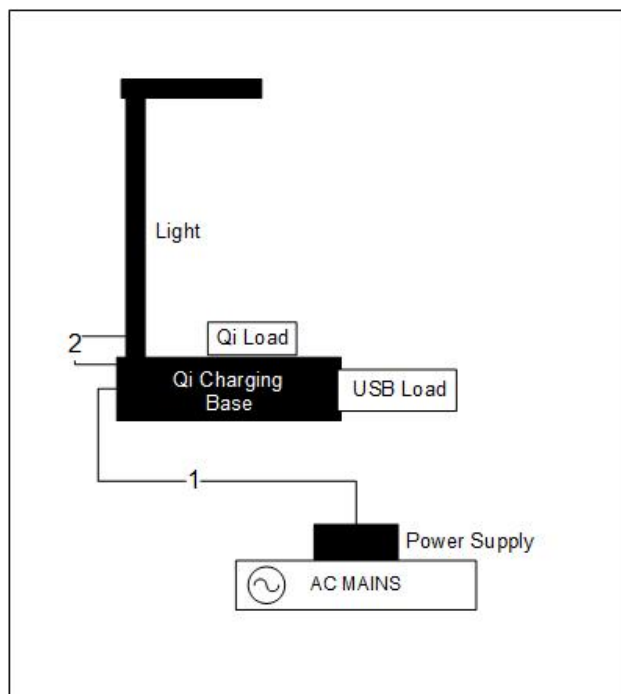 Light
2
Qi Load
Qi Charging
Base
USB Load
1
Power Supply
AC MAINS